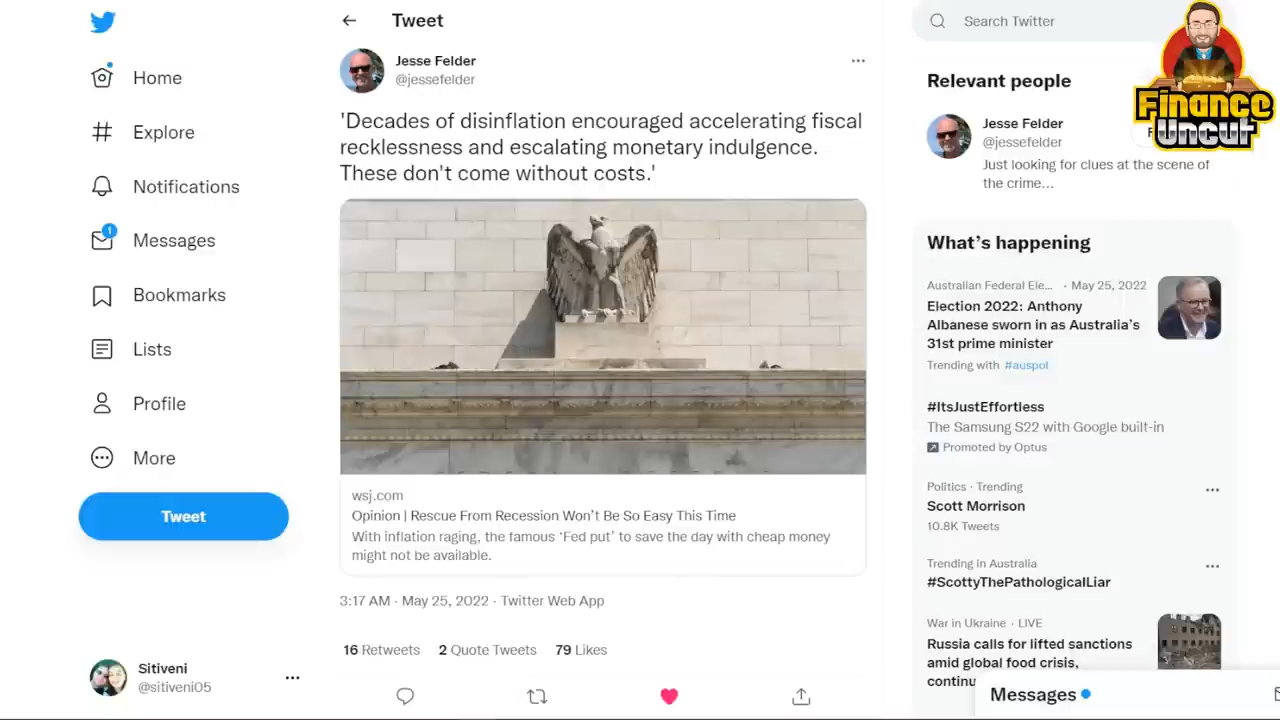 Home
Explore
Notifications
1
Messages
Bookmarks
Lists
Profile
More
Tweet
Sitiveni
@sitiveni05
Tweet
Jesse Felder
@jessefelder
'Decades of disinflation encouraged accelerating fiscal
recklessness and escalating monetary indulgence.
These don't come without costs.'
wsj.com
Opinion | Rescue From Recession Won't Be So Easy This Time
With inflation raging, the famous 'Fed put' to save the day with cheap money
might not be available.
3:17 AM · May 25, 2022 · Twitter Web App
16 Retweets 2 Quote Tweets 79 Likes
Search Twitter
Finance
Uncut
Relevant people
Jesse Felder
@jessefelder
Just looking for clues at the scene of
the crime...
What's happening
Australian Federal Ele... · May 25, 2022
Election 2022: Anthony
Albanese sworn in as Australia's
31st prime minister
Trending with #auspol
#ItsJustEffortless
The Samsung S22 with Google built-in
Promoted by Optus
Politics · Trending
Scott Morrison
10.8K Tweets
Trending in Australia
#ScottyThePathologicalLiar
War in Ukraine · LIVE
Russia calls for lifted sanctions
amid global food crisis,
Messages